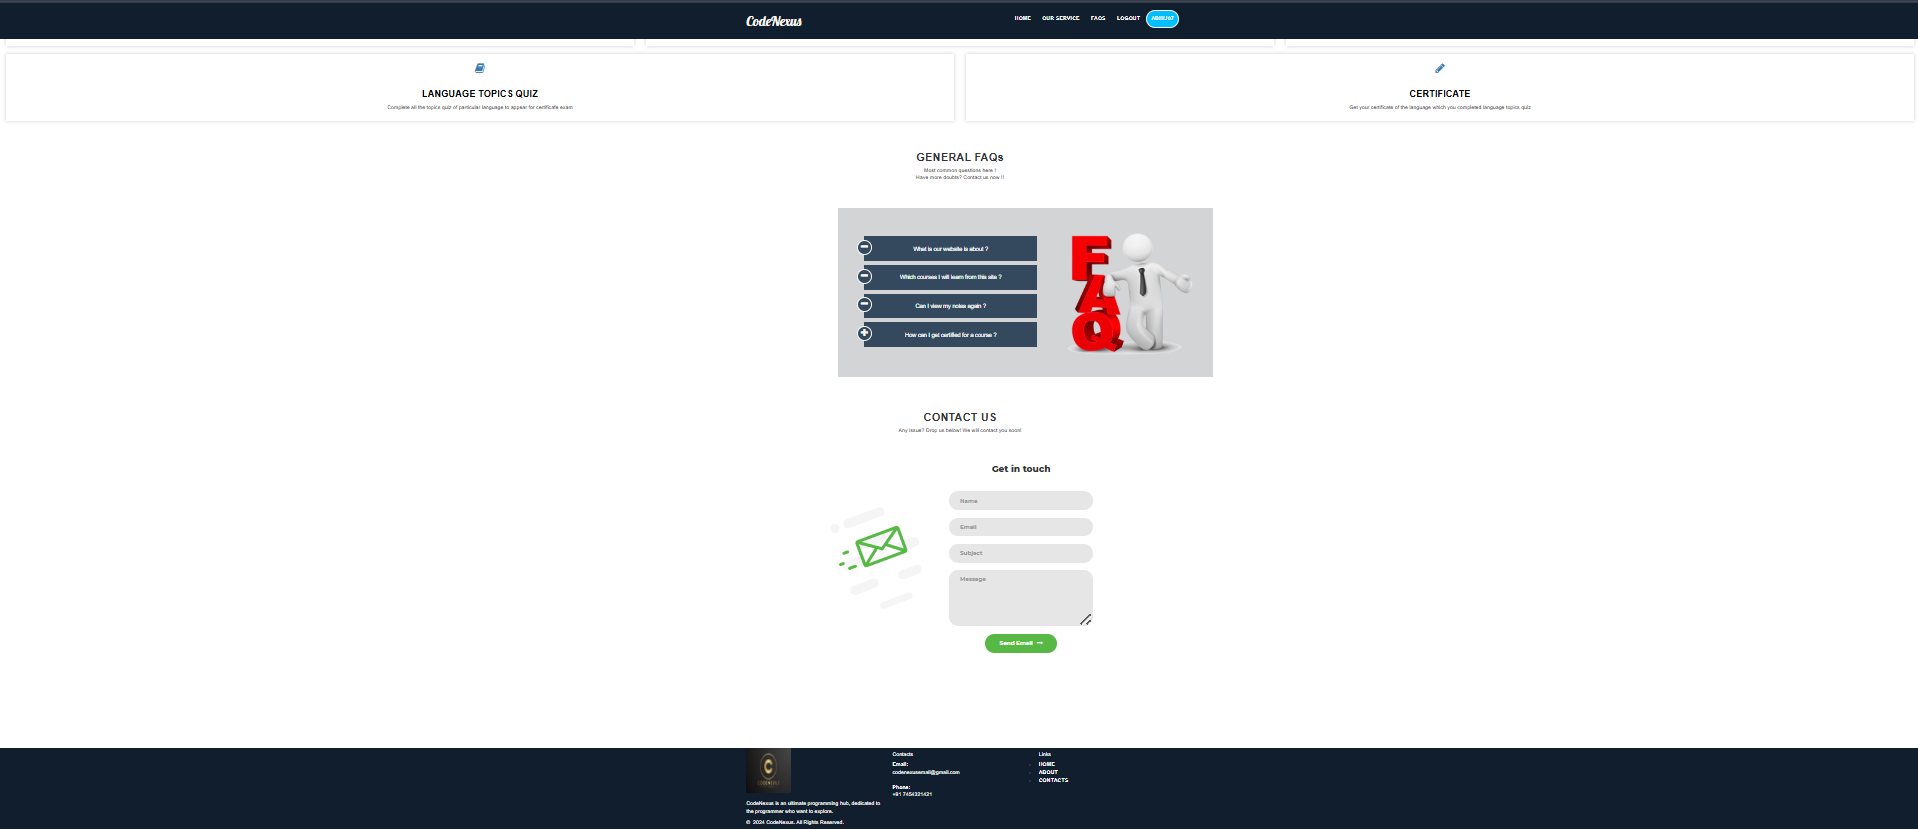 CodeNexus
HOME OUR SERVICE FAQS LOGOUT
LANGUAGE TOPICS QUIZ
Complete all the topics quiz of particular language to appear for certificate exam
CERTIFICATE
Get your certificate of the language which you completed language topics quiz
GENERAL FAQs
Most common questions here !
Have more doubts? Contact us now !!
What is our website is about ?
Which courses I will learn from this site ?
Can I view my notes again ?
How can I get certified for a course ?
FAQ
CONTACT US
Any Issue? Drop us below! We will contact you soon!
Get in touch
Name
Email
Subject
Message
Send Email →
CodeNexus is an ultimate programming hub, dedicated to
the programmer who want to explore.
© 2024 CodeNexus. All Rights Reserved.
Contacts
Email:
codenexusemail@gmail.com
Phone:
+91 7454321421
Links
HOME
ABOUT
CONTACTS